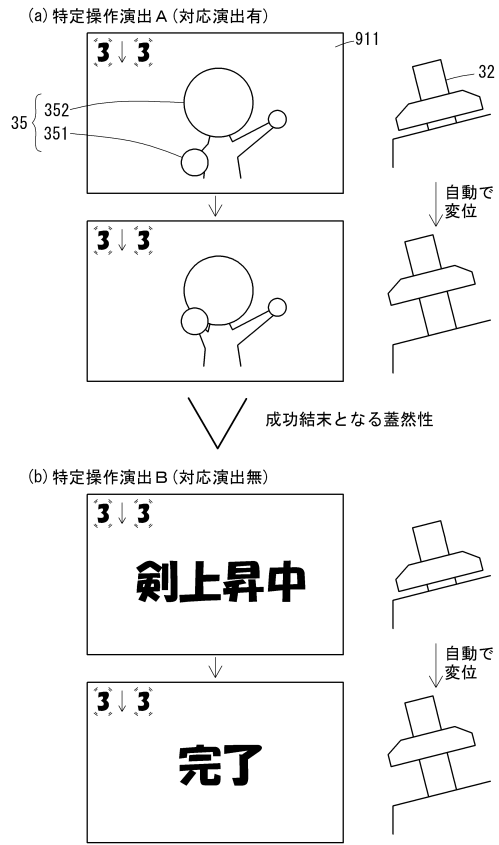 (a) 特定操作演出A(対応演出有)
3↓3
911
32
352
35
351
自動で
変位
3↓3
成功結末となる蓋然性
(b) 特定操作演出B(対応演出無)
3↓3
剣上昇中
自動で
変位
3↓3
完了